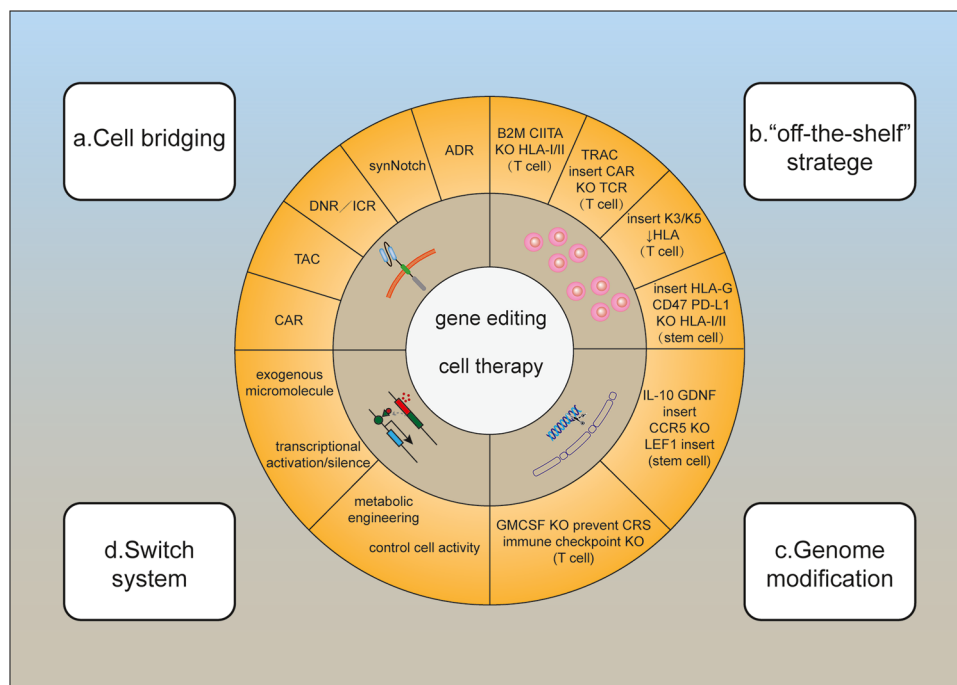 a.Cell bridging
b.“off-the-shelf”
stratege
ADR
synNotch
DNR／ICR
TAC
CAR
B2M CIITA
KO HLA-I/II
(T cell)
TRAC
insert CAR
KO TCR
(T cell)
insert K3/K5
↓HLA
(T cell)
insert HLA-G
CD47 PD-L1
KO HLA-I/II
(stem cell)
gene editing
cell therapy
exogenous
micromolecule
transcriptional
activation/silence
metabolic
engineering
control cell activity
IL-10 GDNF
insert
CCR5 KO
LEF1 insert
(stem cell)
GMCSF KO prevent CRS
immune checkpoint KO
(T cell)
d.Switch
system
c.Genome
modification